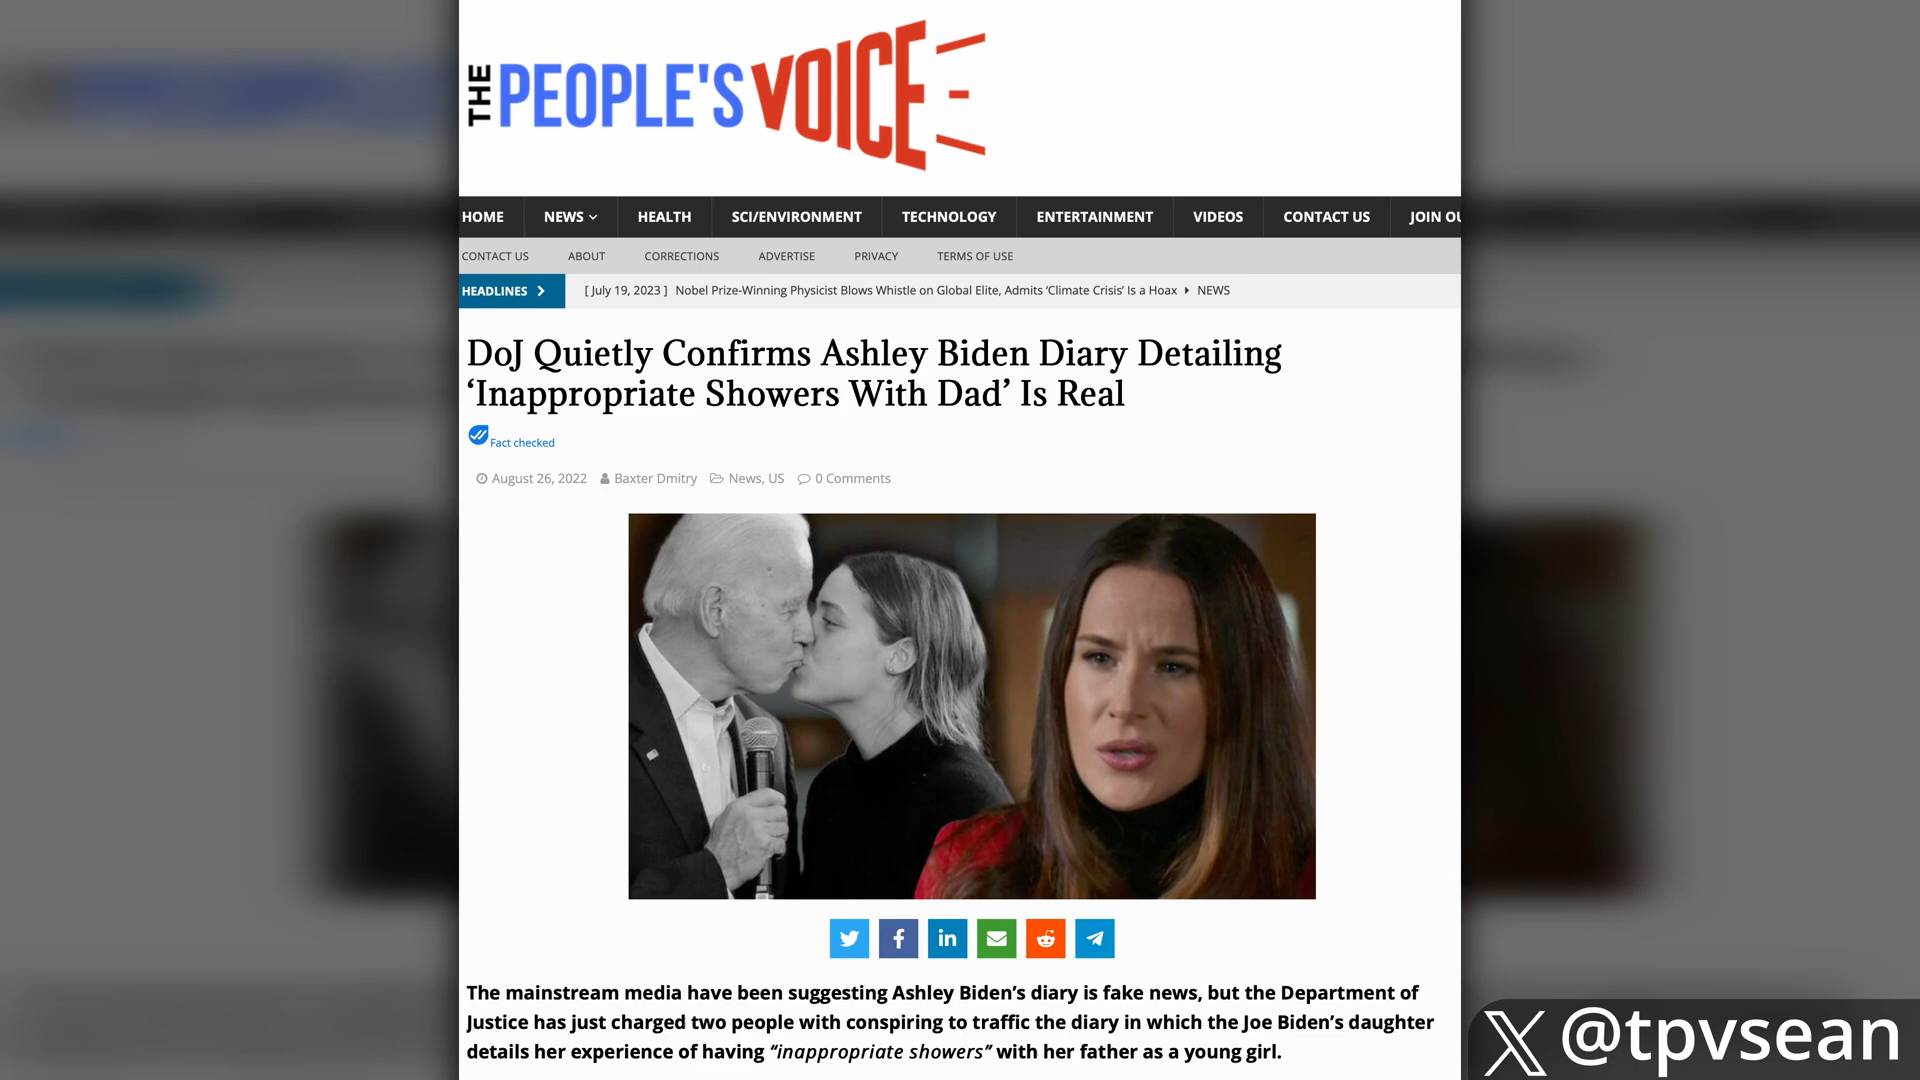 THE PEOPLE'S VOICE
HOME NEWS HEALTH SCI/ENVIRONMENT TECHNOLOGY ENTERTAINMENT VIDEOS CONTACT US JOIN OU
CONTACT US ABOUT CORRECTIONS ADVERTISE PRIVACY TERMS OF USE
HEADLINES [ July 19, 2023 ] Nobel Prize-Winning Physicist Blows Whistle on Global Elite, Admits ‘Climate Crisis’ Is a Hoax NEWS
DoJ Quietly Confirms Ashley Biden Diary Detailing
‘Inappropriate Showers With Dad’ Is Real
Fact checked
August 26, 2022 Baxter Dmitry News, US 0 Comments
The mainstream media have been suggesting Ashley Biden’s diary is fake news, but the Department of
Justice has just charged two people with conspiring to traffic the diary in which the Joe Biden’s daughter
details her experience of having “inappropriate showers” with her father as a young girl.
@tpvsean